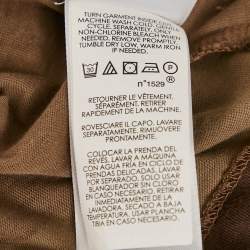 TURN GARMENT INSIDE
MACHINE WASH COLD, GENTLE
CYCLE, SEPARATELY, ONLY
NON-CHLORINE BLEACH WHEN
NEEDED. REMOVE PROMPTLY
TUMBLE DRY LOW, WARM IRON
IF NEEDED
n°1529
RETOURNER LE VÊTEMENT.
SÉPARÉMENT. RETIRER
RAPIDEMENT DE LA MACHINE.
ROVESCIARE IL CAPO. LAVARE
SEPARATAMENTE. RIMUOVERE
PRONTAMENTE.
COLOCAR LA PRENDA DEL
REVÉS, LAVAR A MÁQUINA
CON AGUA FRÍA EN CICLO DE
PRENDAS DELICADAS, LAVAR
POR SEPARADO, SOLO USAR
BLANQUEADOR SIN CLORO
EN CASO NECESARIO. RETIRAR
INMEDIATAMENTE DE LA
LAVADORA. SECADO A BAJA
TEMPERATURA, USAR PLANCHA
TIBIA EN CASO NECESARIO.